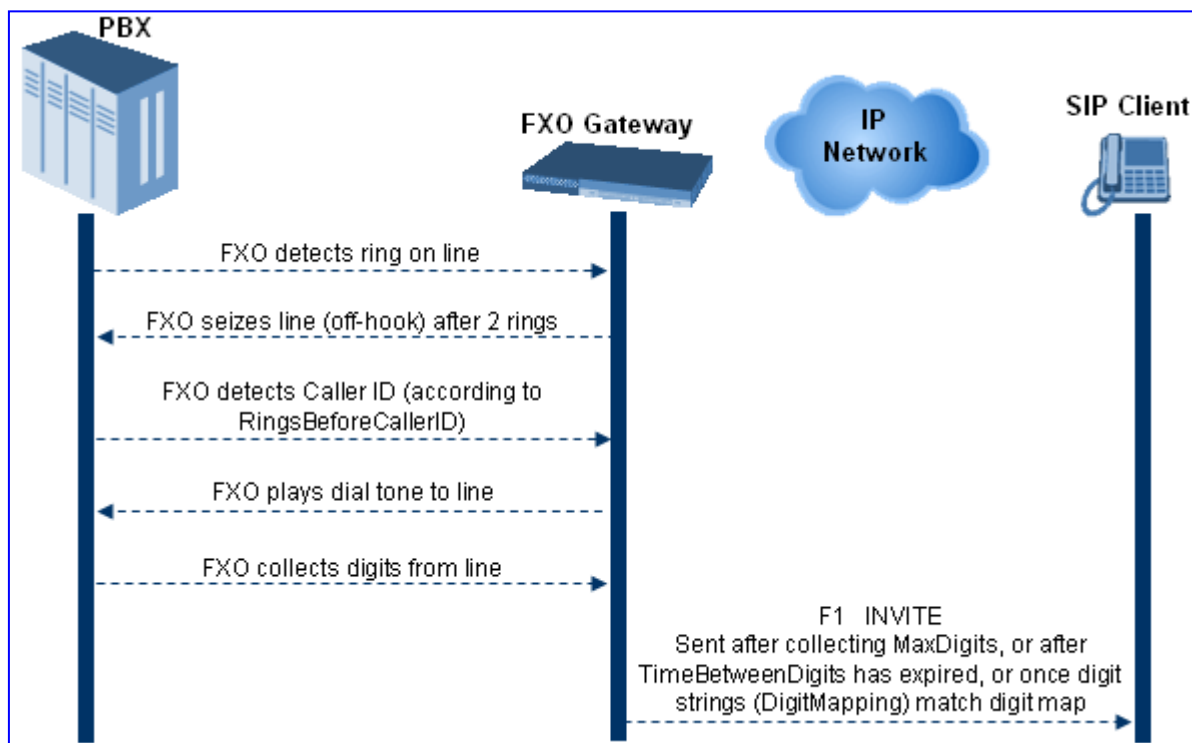 PBX
FXO Gateway
IP
Network
SIP Client
FXO detects ring on line
FXO seizes line (off-hook) after 2 rings
FXO detects Caller ID (according to
RingsBeforeCallerID)
FXO plays dial tone to line
FXO collects digits from line
F1 INVITE
Sent after collecting MaxDigits, or after
TimeBetweenDigits has expired, or once digit
strings (DigitMapping) match digit map